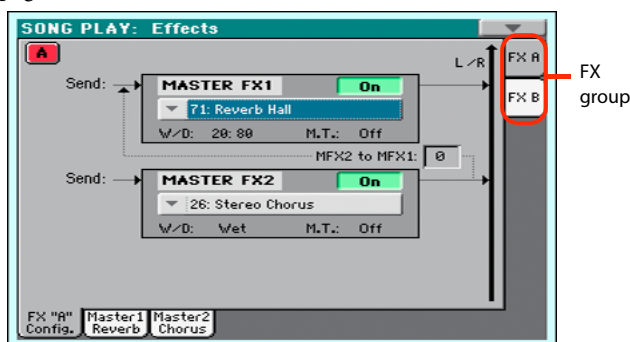 SONG PLAY: Effects
A
L/R
FX A
FX B
FX
group
Send:
MASTER FX1
On
71: Reverb Hall
W/D: 20:80 M.T.: Off
MFX2 to MFX1: 0
Send:
MASTER FX2
On
26: Stereo Chorus
W/D: Wet M.T.: Off
FX "A"
Config.
Master1
Reverb
Master2
Chorus